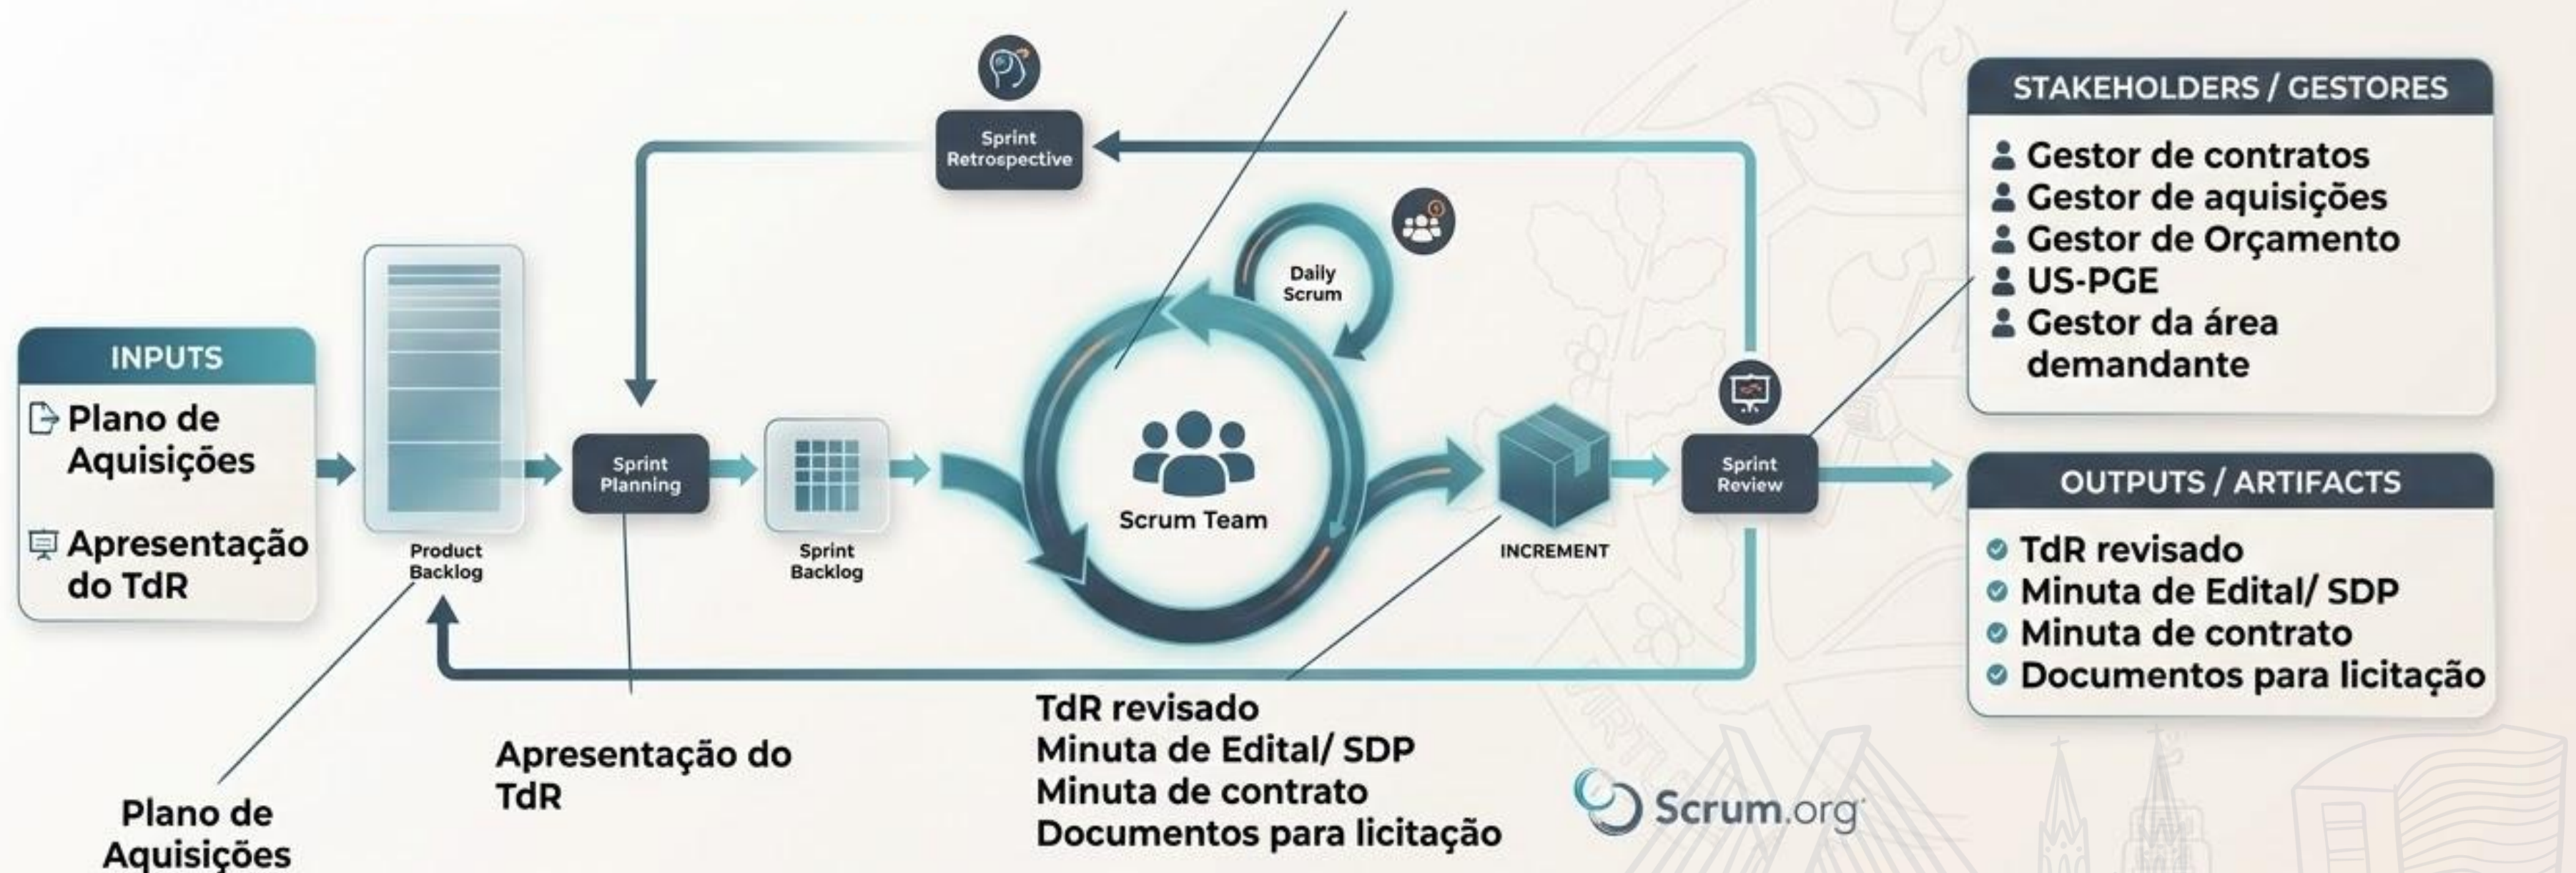 Sprint
Retrospective
Daily
Scrum
STAKEHOLDERS / GESTORES
Gestor de contratos
Gestor de aquisições
Gestor de Orçamento
US-PGE
Gestor da área
demandante
INPUTS
Plano de
Aquisições
Apresentação
do TdR
Product
Backlog
Sprint
Planning
Sprint
Backlog
Scrum Team
INCREMENT
Sprint
Review
OUTPUTS / ARTIFACTS
TdR revisado
Minuta de Edital/ SDP
Minuta de contrato
Documentos para licitação
Plano de
Aquisições
Apresentação do
TdR
TdR revisado
Minuta de Edital/ SDP
Minuta de contrato
Documentos para licitação
Scrum.org